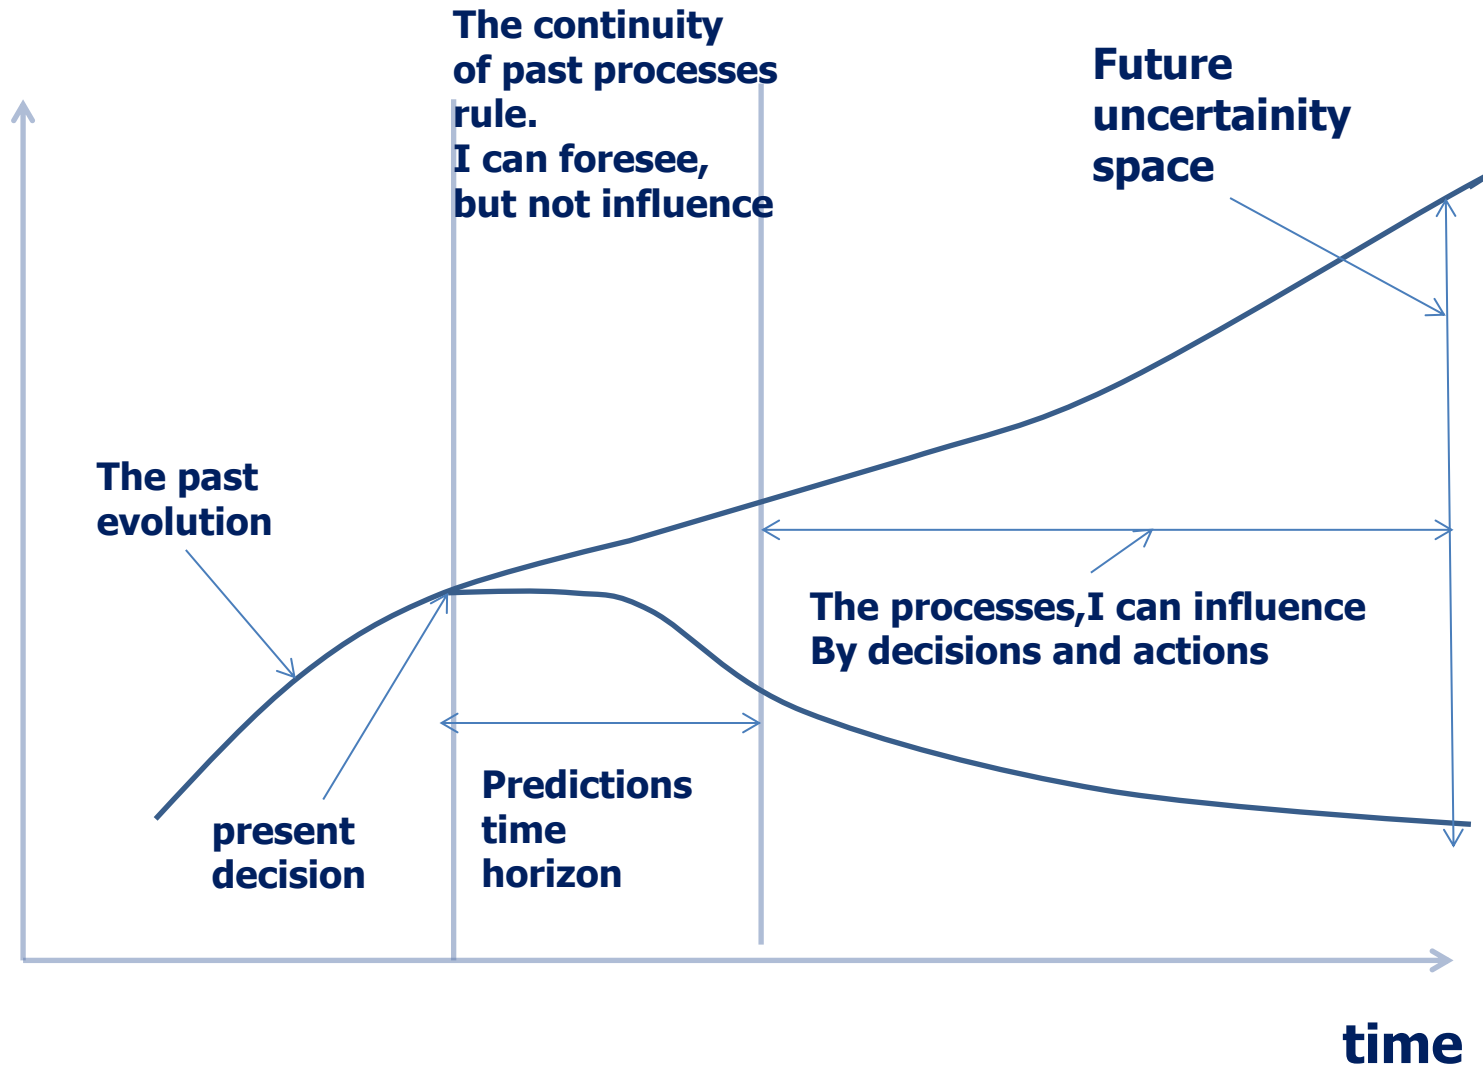 The continuity
of past processes
rule.
I can foresee,
but not influence
Future
uncertainity
space
The past
evolution
The processes,I can influence
By decisions and actions
Predictions
time
horizon
present
decision
time